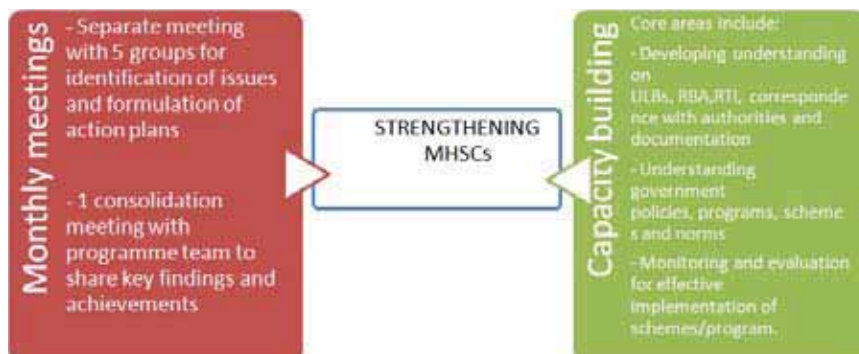 Monthly meetings
- Separate meeting
with 5 groups for
identification of issues
and formulation of
action plans
- 1 consolidation
meeting with
programme team to
share key findings and
achievements
STRENGTHENING
MHSCs
Capacity building
Core areas include:
- Developing understanding
on
ULBs, RBA,RTI, corresponde
nce with authorities and
documentation
- Understanding
government
policies, programs, scheme
s and norms
- Monitoring and evaluation
for effective
implementation of
schemes/program.